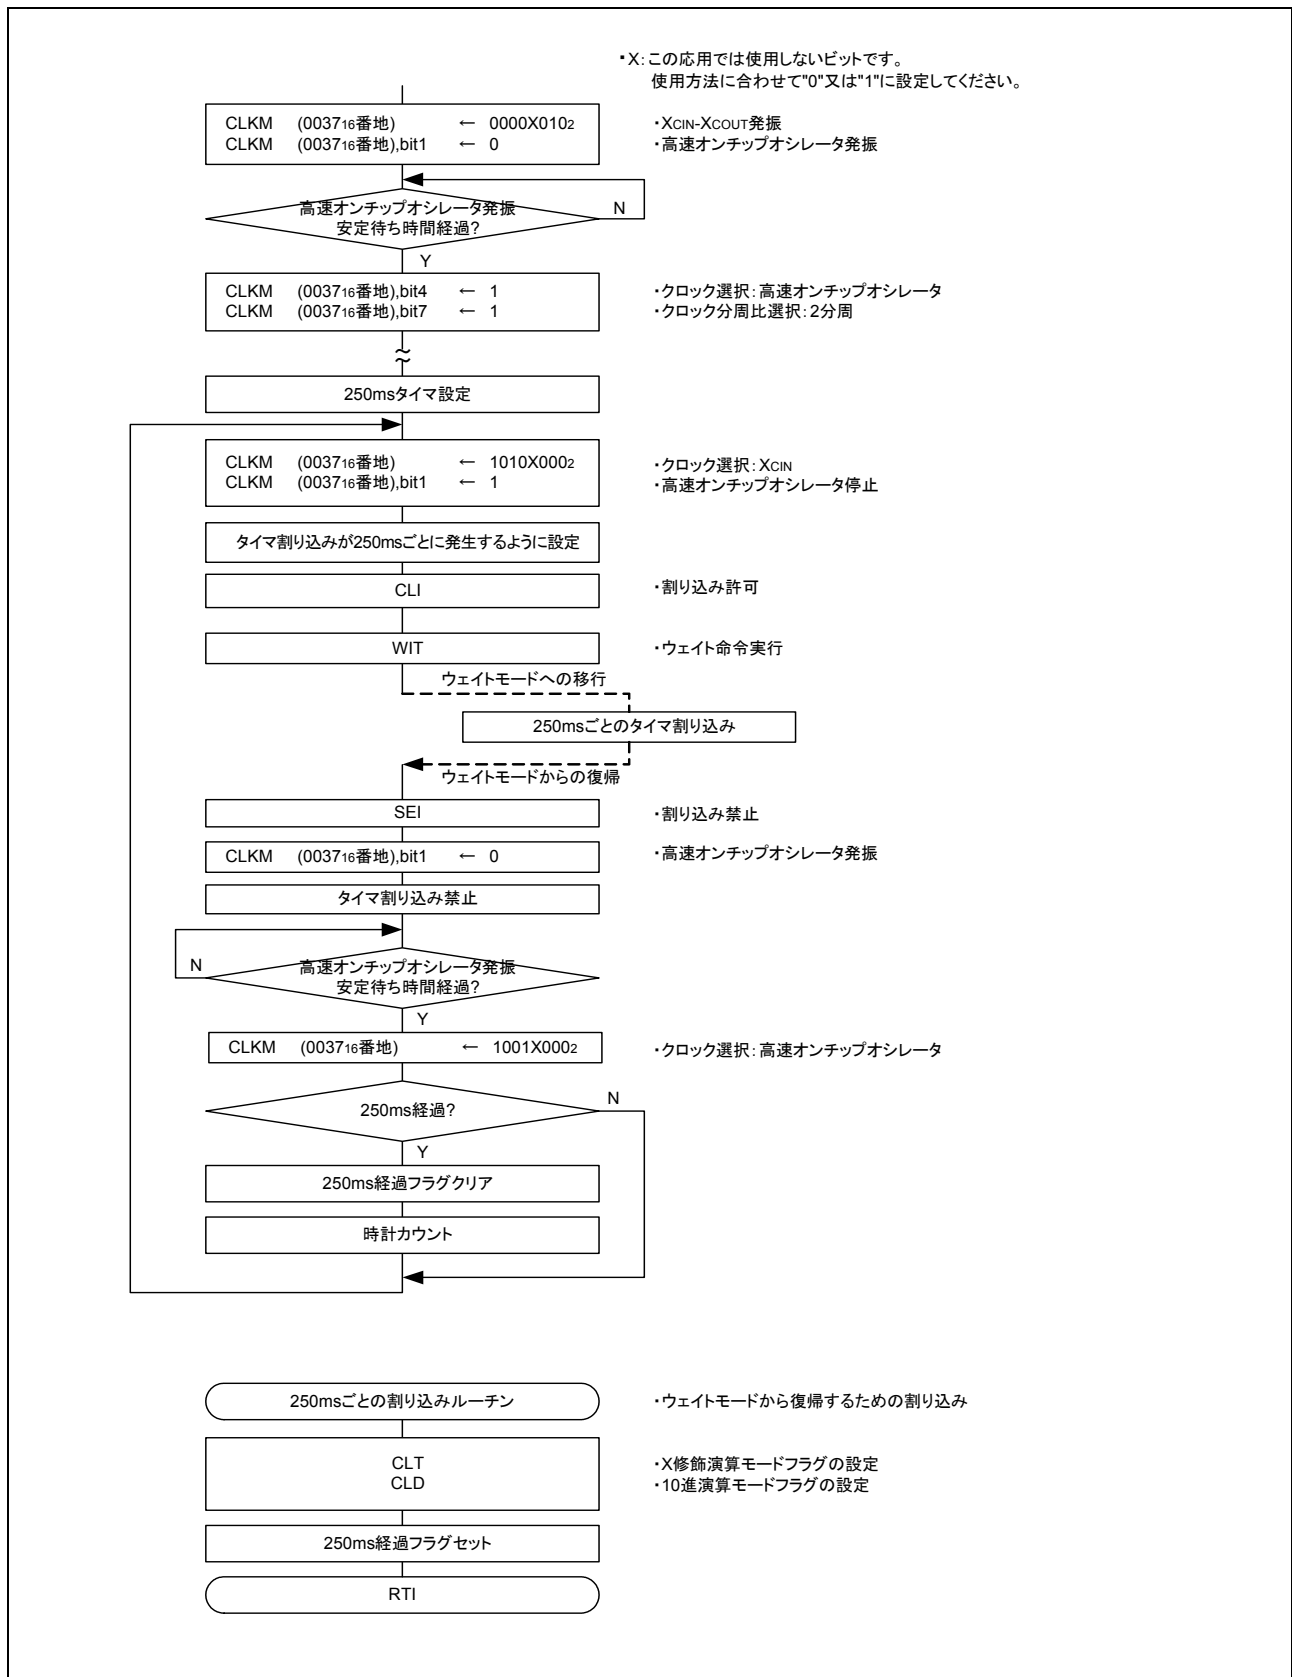 ・X：この応用では使用しないビットです。
使用方法に合わせて"0"又は"1"に設定してください。
CLKM (003716番地) ← 0000X0102 ・XCIN-XCOUT発振
CLKM (003716番地),bit1 ← 0 ・高速オンチップオシレータ発振
高速オンチップオシレータ発振 N
安定待ち時間経過？
Y
CLKM (003716番地),bit4 ← 1 ・クロック選択：高速オンチップオシレータ
CLKM (003716番地),bit7 ← 1 ・クロック分周比選択：2分周
≈
250msタイマ設定
CLKM (003716番地) ← 1010X0002 ・クロック選択：XCIN
CLKM (003716番地),bit1 ← 1 ・高速オンチップオシレータ停止
タイマ割り込みが250msごとに発生するように設定
CLI ・割り込み許可
WIT ・ウェイト命令実行
ウェイトモードへの移行
250msごとのタイマ割り込み
ウェイトモードからの復帰
SEI ・割り込み禁止
CLKM (003716番地),bit1 ← 0 ・高速オンチップオシレータ発振
タイマ割り込み禁止
N 高速オンチップオシレータ発振
安定待ち時間経過？
Y
CLKM (003716番地) ← 1001X0002 ・クロック選択：高速オンチップオシレータ
250ms経過？ N
Y
250ms経過フラグクリア
時計カウント
250msごとの割り込みルーチン ・ウェイトモードから復帰するための割り込み
CLT ・X修飾演算モードフラグの設定
CLD ・10進演算モードフラグの設定
250ms経過フラグセット
RTI